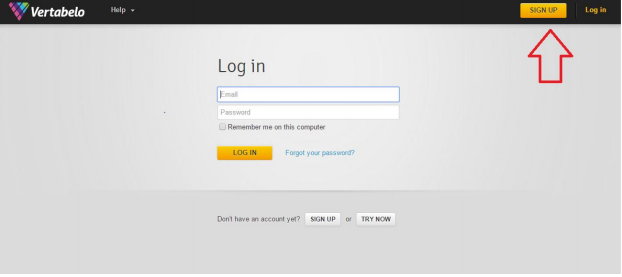 Vertabelo Help SIGN UP Log in
Log in
Email
Password
Remember me on this computer
LOG IN Forgot your password?
Don't have an account yet? SIGN UP or TRY NOW